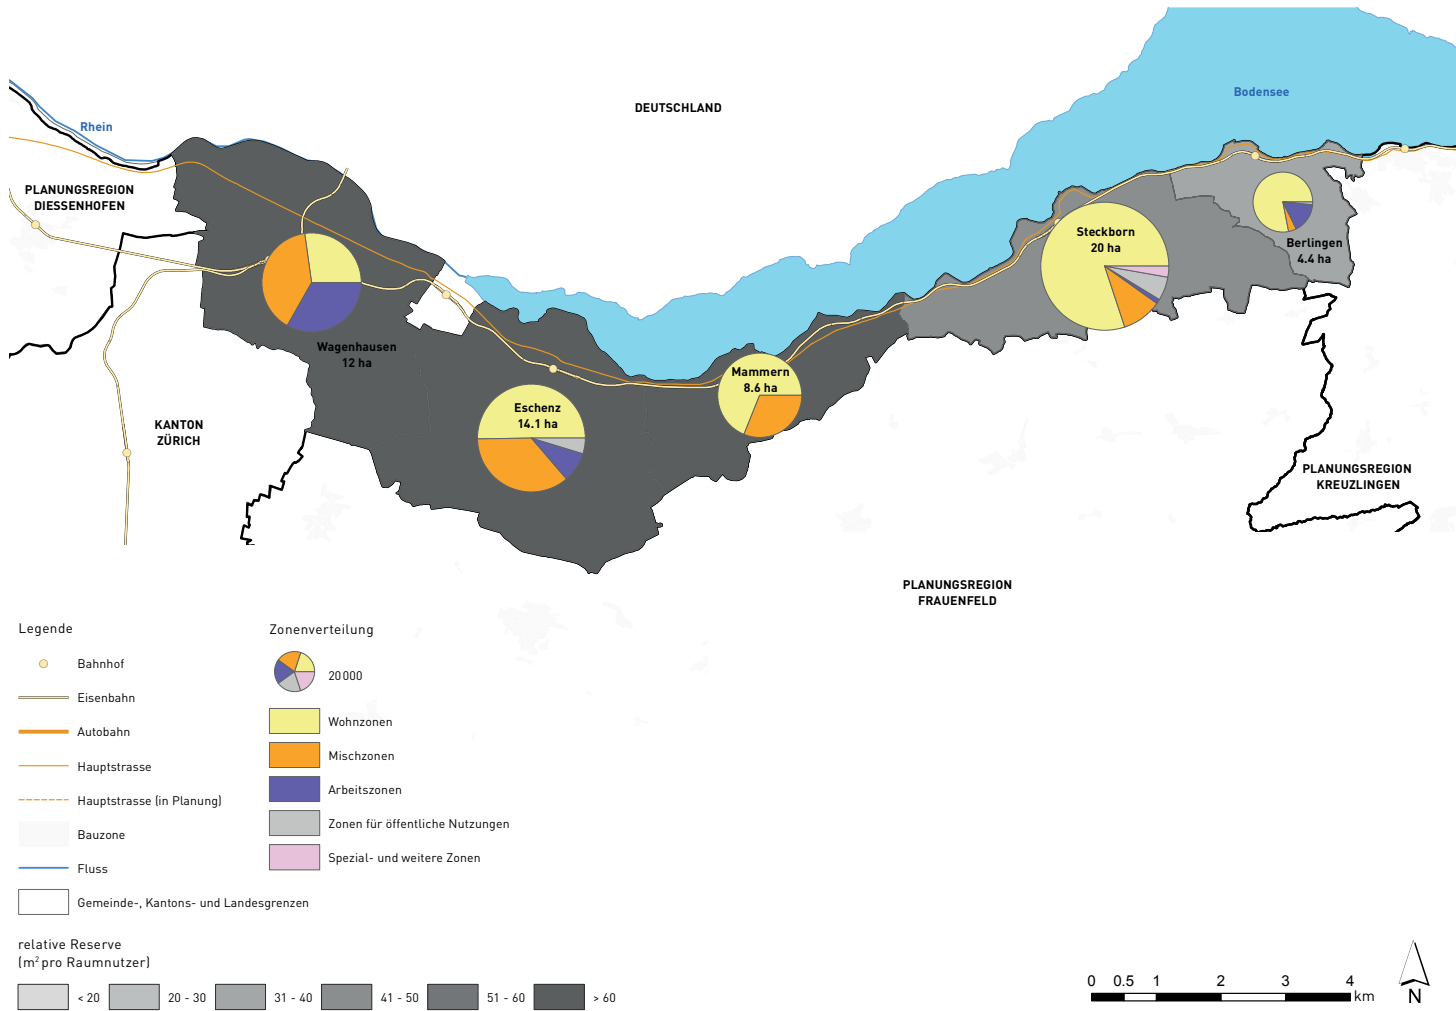 DEUTSCHLAND
Bodensee
Rhein
PLANUNGSREGION
DIESSENHOFEN
Steckborn
20 ha
Berlingen
4.4 ha
Wagenhausen
12 ha
Mammern
8.6 ha
Eschenz
14.1 ha
KANTON
ZÜRICH
PLANUNGSREGION
KREUZLINGEN
PLANUNGSREGION
FRAUENFELD
Legende
Bahnhof
Eisenbahn
Autobahn
Hauptstrasse
Hauptstrasse (in Planung)
Bauzone
Fluss
Gemeinde-, Kantons- und Landesgrenzen
Zonenverteilung
20 000
Wohnzonen
Mischzonen
Arbeitszonen
Zonen für öffentliche Nutzungen
Spezial- und weitere Zonen
relative Reserve
(m² pro Raumnutzer)
< 20 20 - 30 31 - 40 41 - 50 51 - 60 > 60
0 0.5 1 2 3 4 km
N